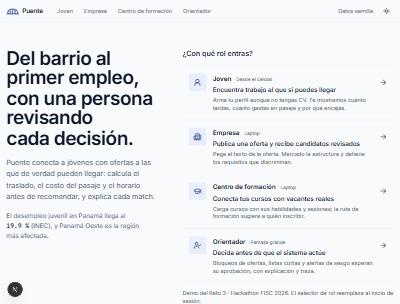 Puente
Joven
Empresa
Centro de formación
Orientador
Datos semilla
Del barrio al
primer empleo,
con una persona
revisando
cada decisión.
Puente conecta a jóvenes con ofertas a las
que de verdad pueden llegar: calcula el
traslado, el costo del pasaje y el horario
antes de recomendar, y explica cada match.
El desempleo juvenil en Panamá llega al
19.9 % (INEC), y Panamá Oeste es la región
más afectada.
¿Con qué rol entras?
Joven Desde el celular
Encuentra trabajo al que sí puedes llegar
Arma tu perfil aunque no tengas CV. Te mostramos cuánto
tardas, cuánto gastas en pasaje y por qué encajas.
Empresa Laptop
Publica una oferta y recibe candidatos revisados
Pega el texto de la oferta. Mercado la estructura y detiene
los requisitos que discriminan.
Centro de formación Laptop
Conecta tus cursos con vacantes reales
Carga cursos con sus habilidades y sesiones; la ruta de
formación sugiere a quién inscribir.
Orientador Pantalla grande
Decide antes de que el sistema actúe
Bloqueos de ofertas, listas cortas y alertas de sesgo esperan
su aprobación, con explicación y traza.
Demo del Reto 3 · Hackathon FISC 2026. El selector de rol reemplaza al inicio de
sesión.
N